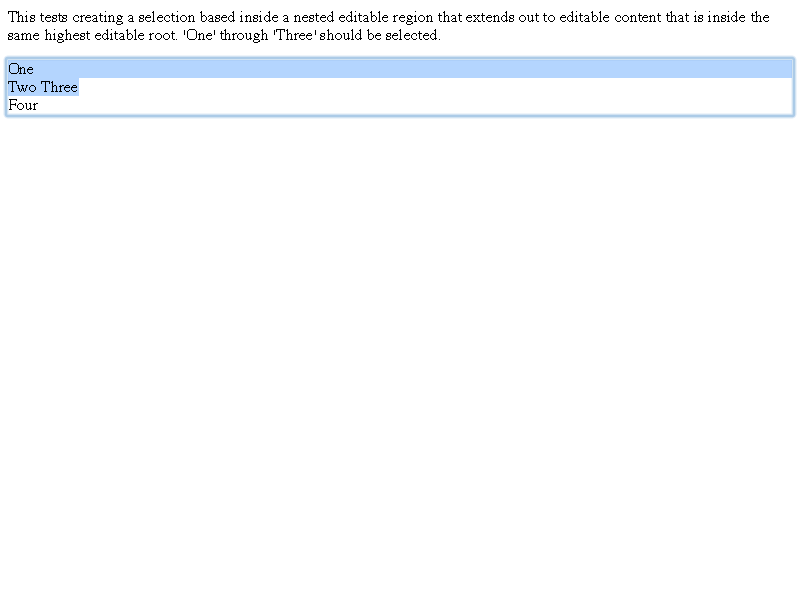 This tests creating a selection based inside a nested editable region that extends out to editable content that is inside the
same highest editable root. 'One' through 'Three' should be selected.
One
Two Three
Four